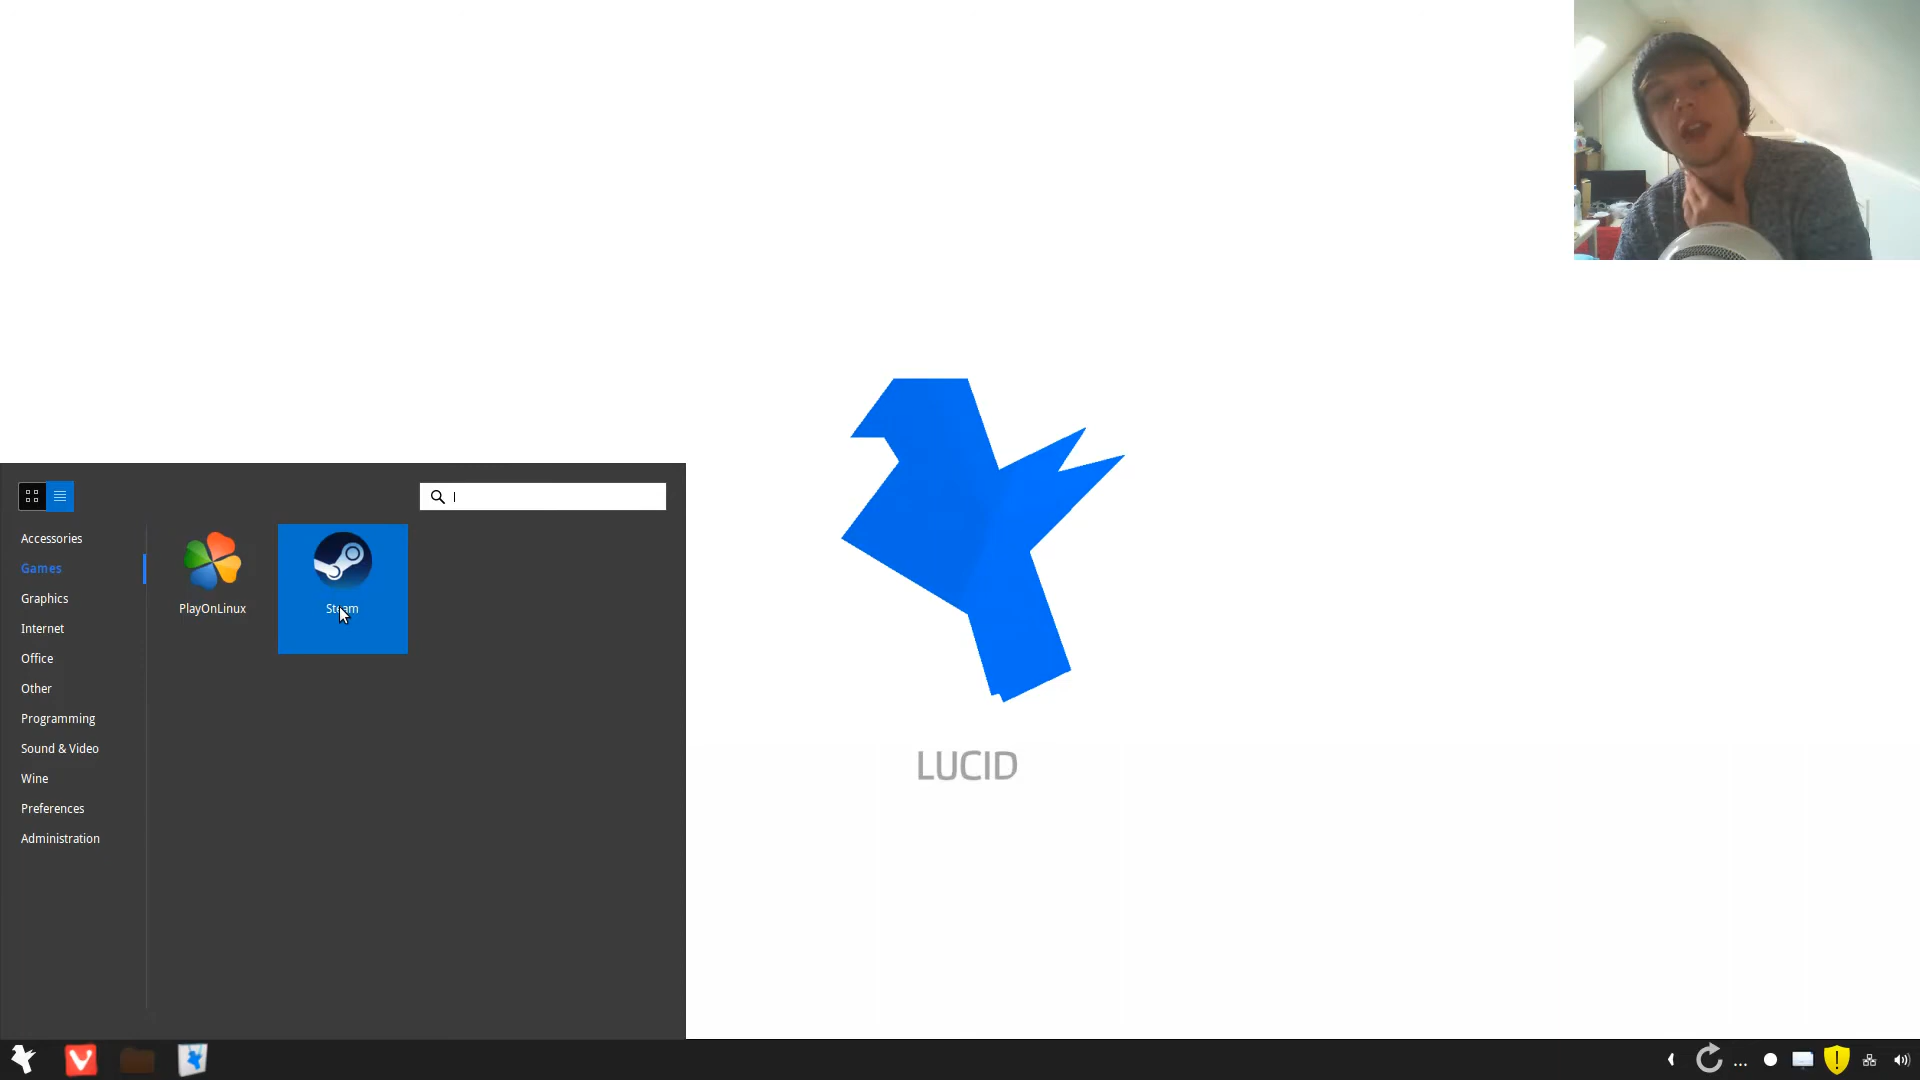 Accessories
Games
Graphics
Internet
Office
Other
Programming
Sound & Video
Wine
Preferences
Administration
PlayOnLinux
Steam
LUCID
...